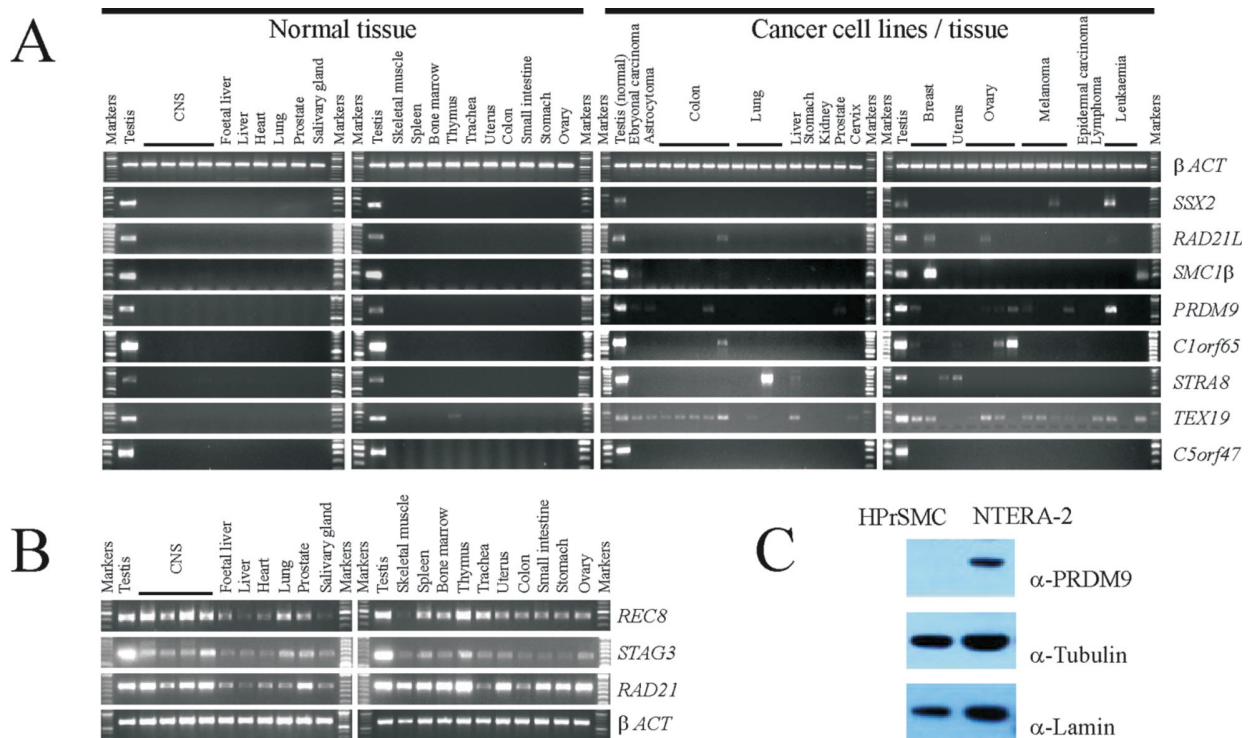 A
Normal tissue
Cancer cell lines / tissue
Markers
Testis
CNS
Foetal liver
Liver
Heart
Lung
Prostate
Salivary gland
Markers
Markers
Testis
Skeletal muscle
Spleen
Bone marrow
Thymus
Trachea
Uterus
Colon
Small intestine
Stomach
Ovary
Markers
Markers
Testis (normal)
Embryonal carcinoma
Astrocytoma
Colon
Lung
Liver
Stomach
Kidney
Prostate
Cervix
Markers
Markers
Testis
Breast
Uterus
Ovary
Melanoma
Epidermal carcinoma
Lymphoma
Leukaemia
Markers
β ACT
SSX2
RAD21L
SMC1β
PRDM9
C1orf65
STRA8
TEX19
C5orf47
B
Markers
Testis
CNS
Foetal liver
Liver
Heart
Lung
Prostate
Salivary gland
Markers
Markers
Testis
Skeletal muscle
Spleen
Bone marrow
Thymus
Trachea
Uterus
Colon
Small intestine
Stomach
Ovary
Markers
REC8
STAG3
RAD21
β ACT
C
HPrSMC
NTERA-2
α-PRDM9
α-Tubulin
α-Lamin